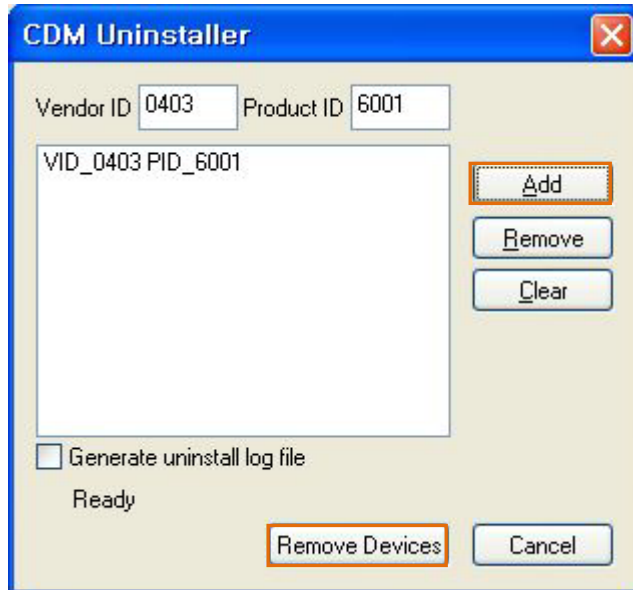 CDM Uninstaller
Vendor ID 0403 Product ID 6001
VID_0403 PID_6001
Add
Remove
Clear
Generate uninstall log file
Ready
Remove Devices Cancel